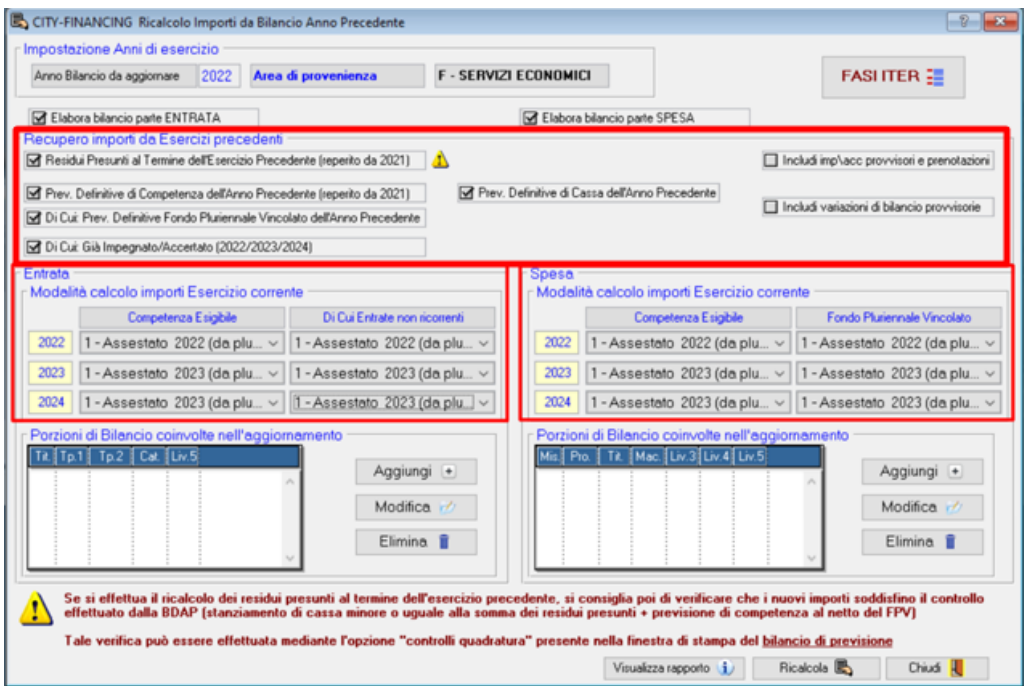 CITY-FINANCING Ricalcolo Importi da Bilancio Anno Precedente
Impostazione Anni di esercizio
Anno Bilancio da aggiornare 2022 Area di provenienza F - SERVIZI ECONOMICI
FASI ITER
Elabora bilancio parte ENTRATA Elabora bilancio parte SPESA
Recupero importi da Esercizi precedenti
Residui Presunti al Termine dell'Esercizio Precedente (reperito da 2021) Includi imp\acc provvisori e prenotazioni
Prev. Definitive di Competenza dell'Anno Precedente (reperito da 2021) Prev. Definitive di Cassa dell'Anno Precedente
Includi variazioni di bilancio provvisorie
Di Cui: Prev. Definitive Fondo Pluriennale Vincolato dell'Anno Precedente
Di Cui: Già Impegnato/Accertato (2022/2023/2024)
Entrata
Modalità calcolo importi Esercizio corrente
Competenza Esigibile Di Cui Entrate non ricorrenti
2022 1 - Assestato 2022 (da plu... 1 - Assestato 2022 (da plu...
2023 1 - Assestato 2023 (da plu... 1 - Assestato 2023 (da plu...
2024 1 - Assestato 2023 (da plu... 1 - Assestato 2023 (da plu...
Spesa
Modalità calcolo importi Esercizio corrente
Competenza Esigibile Fondo Pluriennale Vincolato
2022 1 - Assestato 2022 (da plu... 1 - Assestato 2022 (da plu...
2023 1 - Assestato 2023 (da plu... 1 - Assestato 2023 (da plu...
2024 1 - Assestato 2023 (da plu... 1 - Assestato 2023 (da plu...
Porzioni di Bilancio coinvolte nell'aggiornamento
Tit. Tp.1 Tp.2 Cat. Liv.5
Aggiungi
Modifica
Elimina
Porzioni di Bilancio coinvolte nell'aggiornamento
Mis. Pro. Tit. Mac. Liv.3 Liv.4 Liv.5
Aggiungi
Modifica
Elimina
Se si effettua il ricalcolo dei residui presunti al termine dell'esercizio precedente, si consiglia poi di verificare che i nuovi importi soddisfino il controllo
effettuato dalla BDAP (stanziamento di cassa minore o uguale alla somma dei residui presunti + previsione di competenza al netto del FPV)
Tale verifica può essere effettuata mediante l'opzione "controlli quadratura" presente nella finestra di stampa del bilancio di previsione
Visualizza rapporto Ricalcola Chiudi